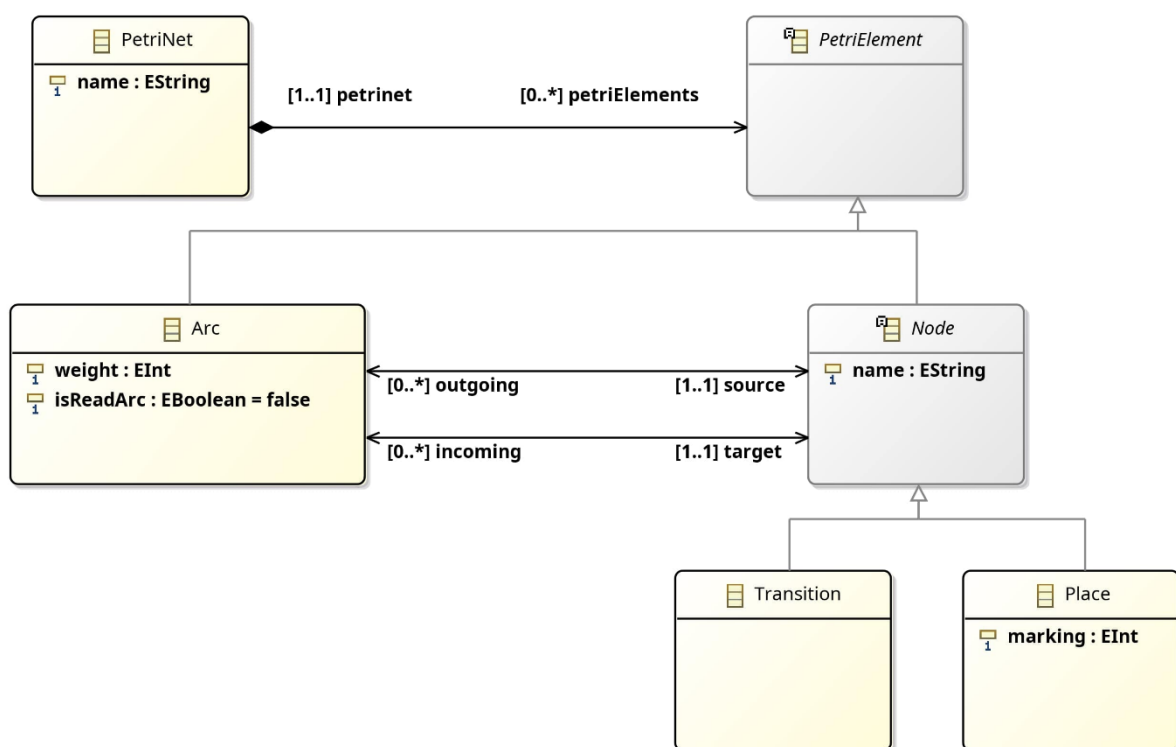 PetriNet
name : EString
[1..1] petrinet
[0..*] petriElements
PetriElement
Arc
weight : EInt
isReadArc : EBoolean = false
[0..*] outgoing
[1..1] source
[0..*] incoming
[1..1] target
Node
name : EString
Transition
Place
marking : EInt